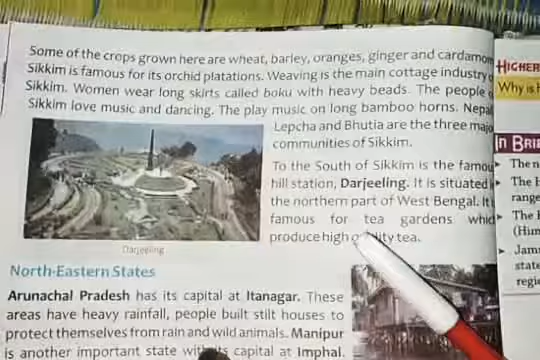 Some of the crops grown here are wheat, barley, oranges, ginger and cardamom
Sikkim is famous for its orchid platations. Weaving is the main cottage industry
Sikkim. Women wear long skirts called boku with heavy beads. The people
Sikkim love music and dancing. The play music on long bamboo horns. Nepal
Lepcha and Bhutia are the three major
communities of Sikkim.
To the South of Sikkim is the famou
hill station, Darjeeling. It is situated
the northern part of West Bengal. It
famous for tea gardens which
produce high quality tea.
Darjeeling
North-Eastern States
Arunachal Pradesh has its capital at Itanagar. These
areas have heavy rainfall, people built stilt houses to
protect themselves from rain and wild animals. Manipur
is another important state with its capital at Imphal.
HIGHER
Why is
n BRIE
The n
The H
range
The
(Him
Jam
state
regi